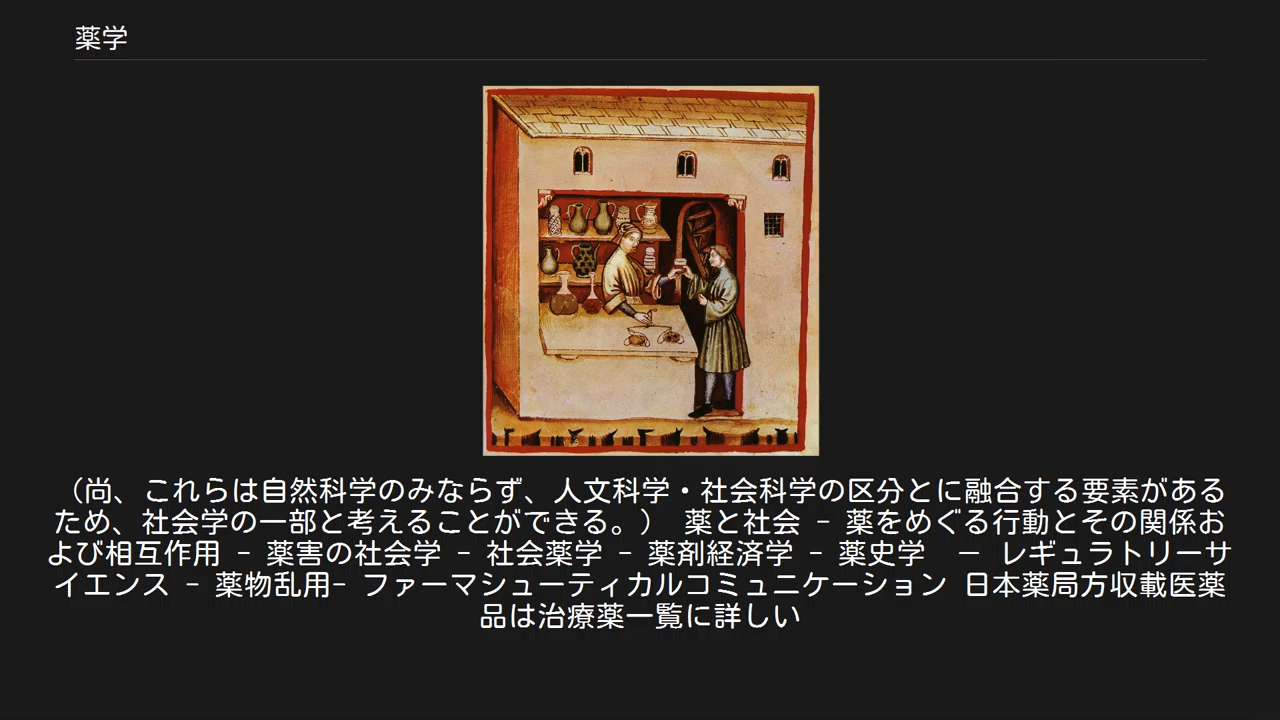 薬学
（尚、これらは自然科学のみならず、人文科学・社会科学の区分とに融合する要素がある
ため、社会学の一部と考えることができる。） 薬と社会 - 薬をめぐる行動とその関係お
よび相互作用 - 薬害の社会学 - 社会薬学 - 薬剤経済学 - 薬史学　－ レギュラトリーサ
イエンス - 薬物乱用- ファーマシューティカルコミュニケーション 日本薬局方収載医薬
品は治療薬一覧に詳しい